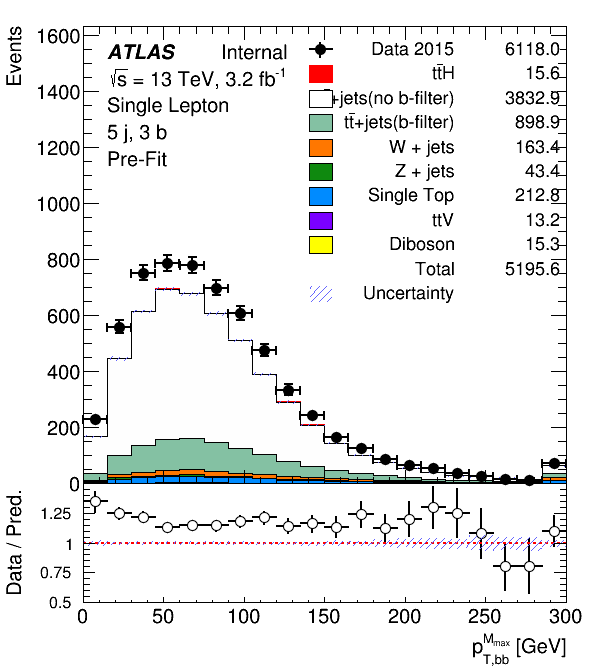 Events
ATLAS Internal
√s = 13 TeV, 3.2 fb⁻¹
Single Lepton
5 j, 3 b
Pre-Fit
Data 2015 6118.0
tt̄H 15.6
+jets(no b-filter) 3832.9
tt̄+jets(b-filter) 898.9
W + jets 163.4
Z + jets 43.4
Single Top 212.8
ttV 13.2
Diboson 15.3
Total 5195.6
Uncertainty
1600
1400
1200
1000
800
600
400
200
0
Data / Pred.
1.25
1
0.75
0.5
0 50 100 150 200 250 300
p_{T,bb}^{M_{max}} [GeV]